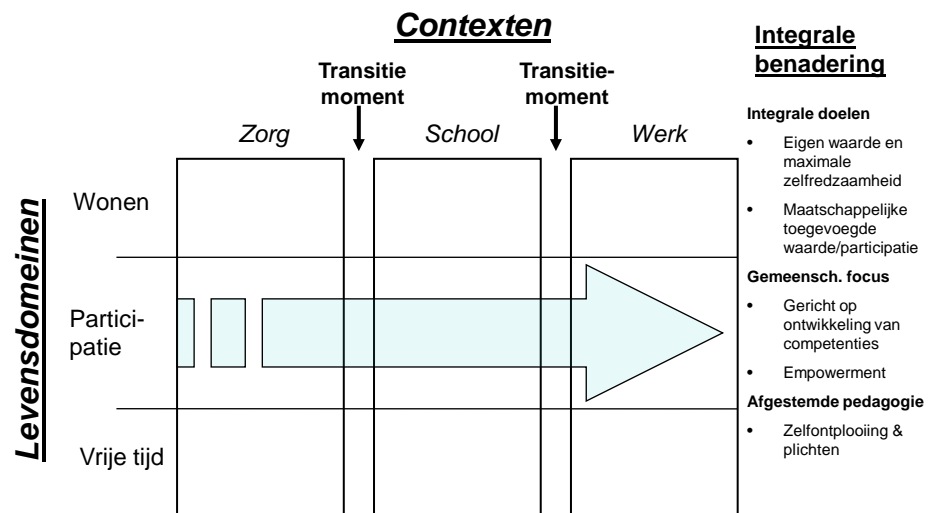 Contexten
Transitie
moment
Transitie-
moment
Zorg
School
Werk
Levensdomeinen
Wonen
Partici-
patie
Vrije tijd
Integrale
benadering
Integrale doelen
• Eigen waarde en
maximale
zelfredzaamheid
• Maatschappelijke
toegevoegde
waarde/participatie
Gemeensch. focus
• Gericht op
ontwikkeling van
competenties
• Empowerment
Afgestemde pedagogie
• Zelfontplooiing &
plichten